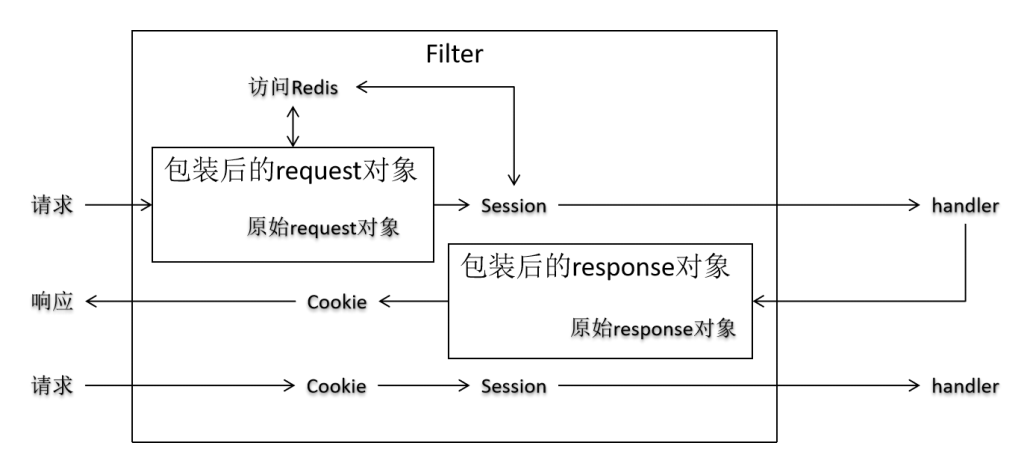 Filter
访问Redis
包装后的request对象
请求
原始request对象
Session
handler
包装后的response对象
响应
Cookie
原始response对象
请求
Cookie
Session
handler